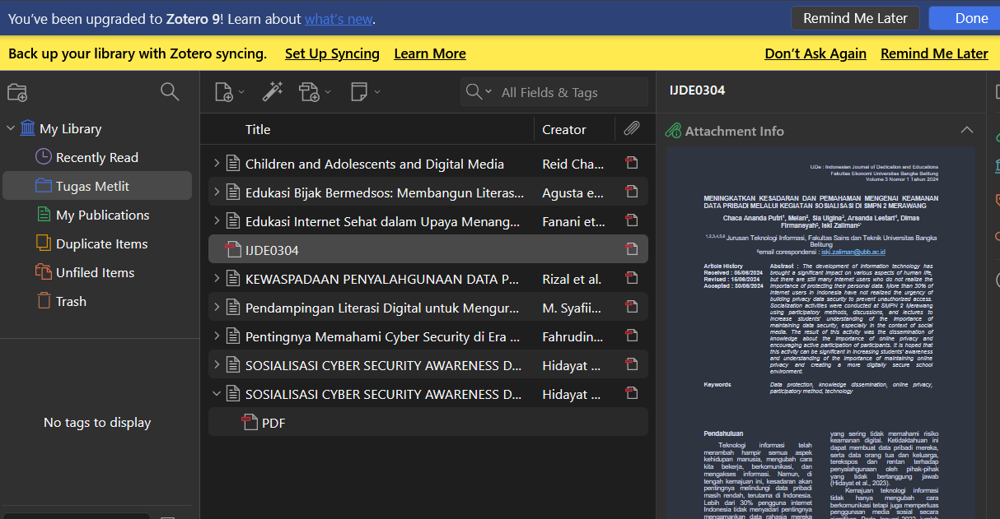 You've been upgraded to Zotero 9! Learn about what's new.
Remind Me Later
Done
Back up your library with Zotero syncing. Set Up Syncing Learn More
Don't Ask Again Remind Me Later
All Fields & Tags
My Library
Recently Read
Tugas Metlit
My Publications
Duplicate Items
Unfiled Items
Trash
No tags to display
Title Creator
Children and Adolescents and Digital Media Reid Cha...
Edukasi Bijak Bermedsos: Membangun Literas... Agusta e...
Edukasi Internet Sehat dalam Upaya Menang... Fanani et...
IJDE0304
KEWASPADAAN PENYALAHGUNAAN DATA P... Rizal et al.
Pendampingan Literasi Digital untuk Mengur... M. Syafii...
Pentingnya Memahami Cyber Security di Era ... Fahrudin...
SOSIALISASI CYBER SECURITY AWARENESS D... Hidayat ...
SOSIALISASI CYBER SECURITY AWARENESS D... Hidayat ...
PDF
IJDE0304
Attachment Info
IJDe : Indonesian Journal of Dedication and Educations
Fakultas Ekonomi Universitas Bangka Belitung
Volume 3 Nomor 1 Tahun 2024
MENINGKATKAN KESADARAN DAN PEMAHAMAN MENGENAI KEAMANAN
DATA PRIBADI MELALUI KEGIATAN SOSIALISASI DI SMPN 2 MERAWANG
Chaca Ananda Putri¹, Melan², Sia Ulgina³, Arsanda Lestari⁴, Dimas
Firmansyah⁵, Iski Zaliman⁶
1,2,3,4,5,6 Jurusan Teknologi Informasi, Fakultas Sains dan Teknik Universitas Bangka
Belitung
⁶email corespondensi : iski.zaliman@ubb.ac.id
Article History
Received : 05/06/2024
Revised : 15/06/2024
Accepted : 30/06/2024
Abstract : The development of information technology has
brought a significant impact on various aspects of human life,
but there are still many internet users who do not realize the
importance of protecting their personal data. More than 30% of
internet users in Indonesia have not realized the urgency of
building privacy data security to prevent unauthorized access.
Socialization activities were conducted at SMPN 2 Merawang
using participatory methods, discussions, and lectures to
increase students' understanding of the importance of
maintaining data security, especially in the context of social
media. The result of this activity was the dissemination of
knowledge about the importance of online privacy and
encouraging active participation of participants. It is hoped that
this activity can be significant in increasing students' awareness
and understanding of the importance of maintaining online
privacy and creating a more digitally secure school
environment.
Keywords
Data protection, knowledge dissemination, online privacy,
participatory method, technology
Pendahuluan
Teknologi informasi telah
merambah hampir semua aspek
kehidupan manusia, mengubah cara
kita bekerja, berkomunikasi, dan
mengakses informasi. Namun, di
tengah kemajuan ini, kesadaran akan
pentingnya melindungi data pribadi
masih rendah, terutama di Indonesia.
Lebih dari 30% pengguna internet
Indonesia tidak menyadari pentingnya
mengamankan data rahasia mereka
yang sering tidak memahami risiko
keamanan digital. Ketidaktahuan ini
dapat membuat data pribadi mereka,
serta data orang tua dan keluarga,
terekspos dan rentan terhadap
penyalahgunaan oleh pihak-pihak
yang tidak bertanggung jawab
(Hidayat et al., 2023).
Kemajuan teknologi informasi
tidak hanya mengubah cara
berkomunikasi tetapi juga memperluas
penggunaan media sosial secara